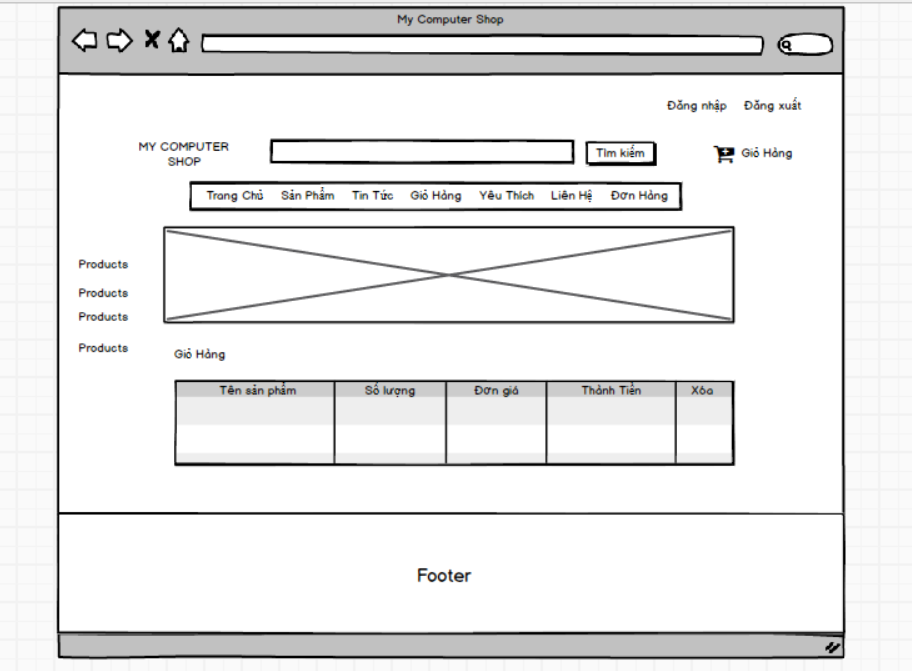 My Computer Shop
Đăng nhập Đăng xuất
MY COMPUTER
SHOP
Tìm kiếm
Giỏ Hàng
Trang Chủ Sản Phẩm Tin Tức Giỏ Hàng Yêu Thích Liên Hệ Đơn Hàng
Products
Products
Products
Products
Giỏ Hàng
Tên sản phẩm Số lượng Đơn giá Thành Tiền Xóa
Footer